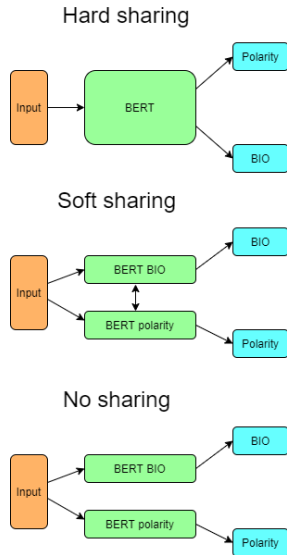 Hard sharing
Polarity
Input
BERT
BIO
Soft sharing
BIO
BERT BIO
Input
BERT polarity
Polarity
No sharing
BIO
BERT BIO
Input
BERT polarity
Polarity